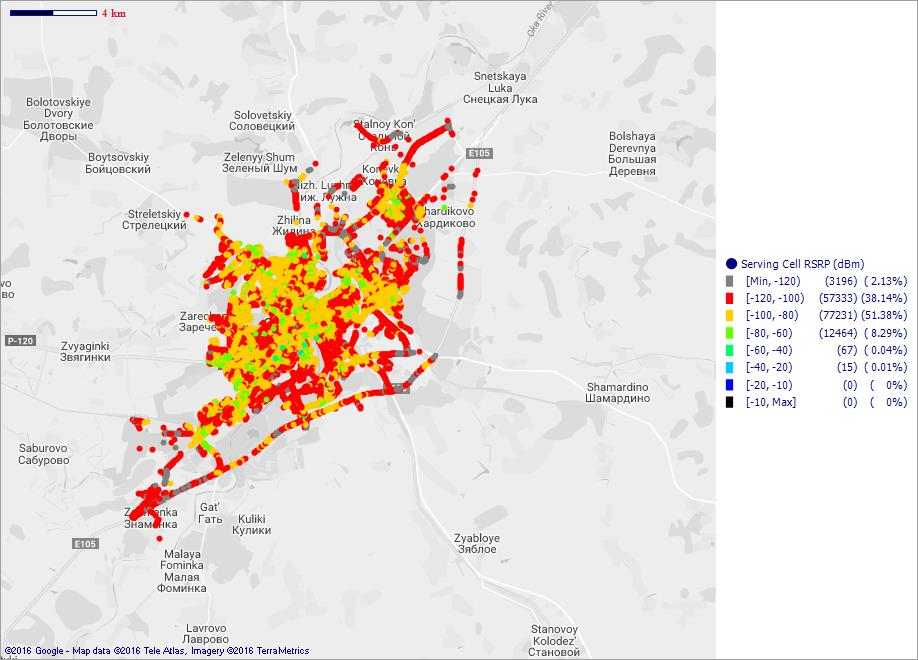 4 km
Oka River
Snetskaya
Luka
Снецкая Лука
Bolotovskiye
Dvory
Болотовские
Дворы
Solovetskiy
Соловецкий
Stalnoy Kon'
Стальной
Конь
E105
Bolshaya
Derevnya
Большая
Деревня
Boytsovskiy
Бойцовский
Zelenyy Shum
Зеленый Шум
Streletskiy
Стрелецкий
Zhilina
Жилина
P-120
Zvyaginki
Звягинки
Shamardino
Шамардино
Saburovo
Сабурово
Знаменка
Gat'
Гать
Kuliki
Кулики
E105
Malaya
Fominka
Малая
Фоминка
Zyabloye
Зяблое
Lavrovo
Лаврово
Stanovoy
Kolodez'
Становой
©2016 Google - Map data ©2016 Tele Atlas, Imagery ©2016 TerraMetrics
Serving Cell RSRP (dBm)
[Min, -120) (3196) ( 2.13%)
[-120, -100) (57333) (38.14%)
[-100, -80) (77231) (51.38%)
[-80, -60) (12464) ( 8.29%)
[-60, -40) (67) ( 0.04%)
[-40, -20) (15) ( 0.01%)
[-20, -10) (0) ( 0%)
[-10, Max] (0) ( 0%)